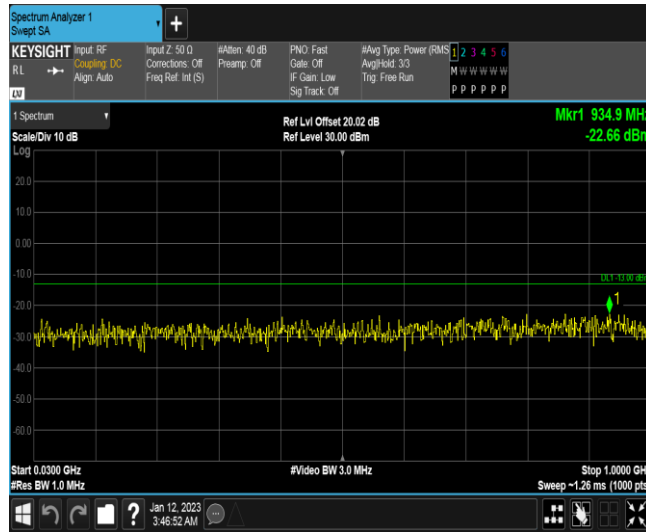 Spectrum Analyzer 1
Swept SA
+
KEYSIGHT
RL
LXI
Input: RF
Coupling: DC
Align: Auto
Input Z: 50 Ω
Corrections: Off
Freq Ref: Int (S)
#Atten: 40 dB
Preamp: Off
PNO: Fast
Gate: Off
IF Gain: Low
Sig Track: Off
#Avg Type: Power (RMS
Avg|Hold: 3/3
Trig: Free Run
1 2 3 4 5 6
M W W W W W
P P P P P P
1 Spectrum
Scale/Div 10 dB
Ref Lvl Offset 20.02 dB
Ref Level 30.00 dBm
Mkr1 934.9 MHz
-22.66 dBm
Log
20.0
10.0
0.00
-10.0
DL1 -13.00 dBm
1
-20.0
-30.0
-40.0
-50.0
-60.0
Start 0.0300 GHz
#Res BW 1.0 MHz
#Video BW 3.0 MHz
Stop 1.0000 GHz
Sweep ~1.26 ms (1000 pts)
?
Jan 12, 2023
3:46:52 AM